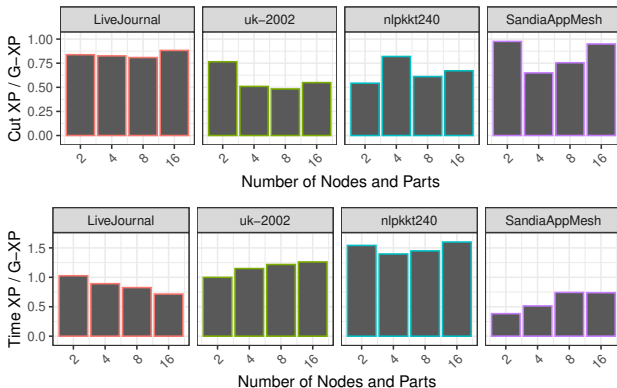 LiveJournal uk−2002 nlpkkt240 SandiaAppMesh
Cut XP / G−XP
1.00
0.75
0.50
0.25
0.00
2 4 8 16 2 4 8 16 2 4 8 16 2 4 8 16
Number of Nodes and Parts
LiveJournal uk−2002 nlpkkt240 SandiaAppMesh
Time XP / G−XP
1.5
1.0
0.5
0.0
2 4 8 16 2 4 8 16 2 4 8 16 2 4 8 16
Number of Nodes and Parts